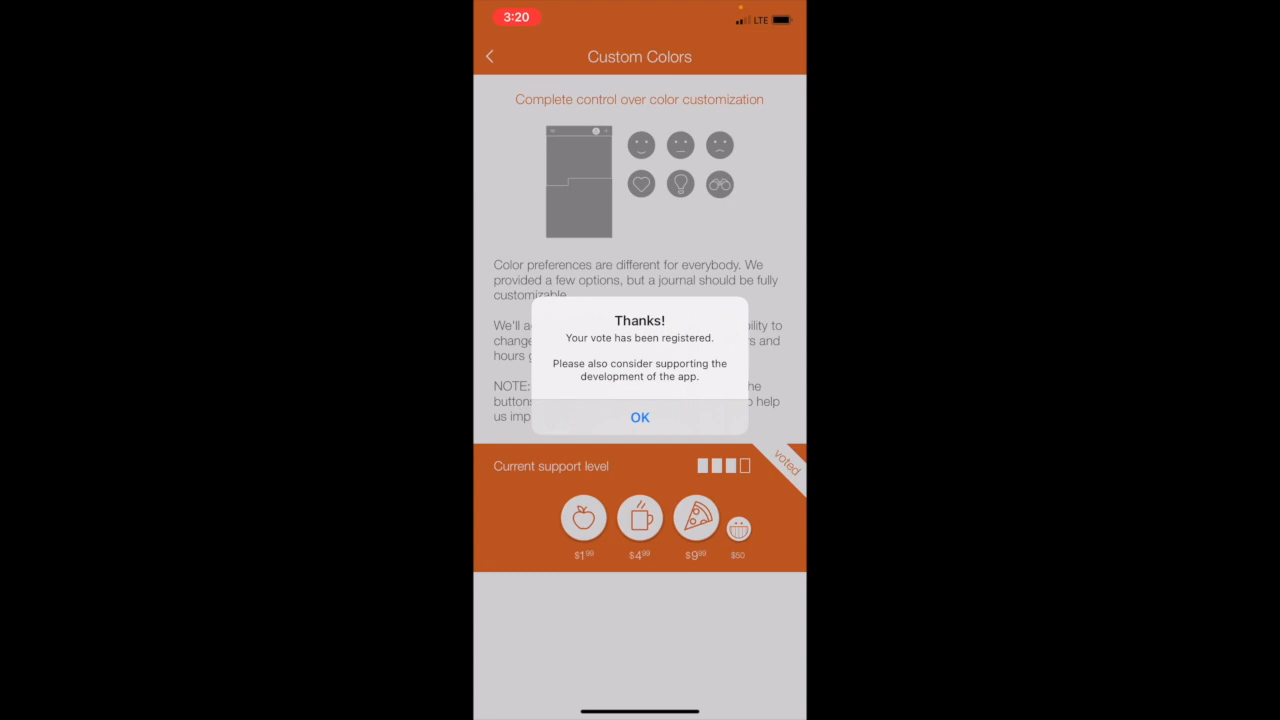 3:20
LTE
Custom Colors
Complete control over color customization
Color preferences are different for everybody. We
provided a few options, but a journal should be fully
customizable.
We'll a
ility to
change
rs and
hours g
NOTE:
he
button
o help
us imp
Thanks!
Your vote has been registered.
Please also consider supporting the
development of the app.
OK
Current support level
voted
$1.99 $4.99 $9.99 $50